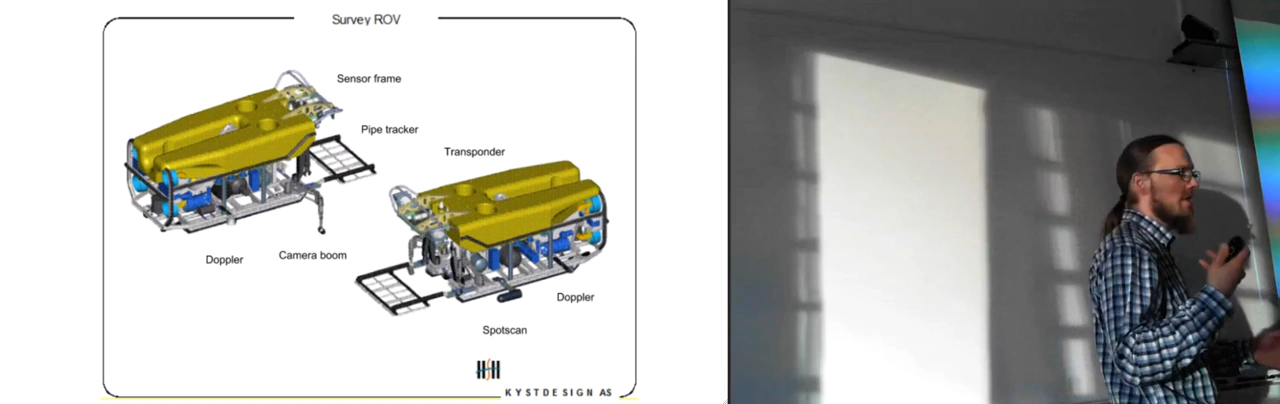 Survey ROV
Sensor frame
Pipe tracker
Transponder
Doppler
Camera boom
Doppler
Spotscan
KYSTDESIGN AS